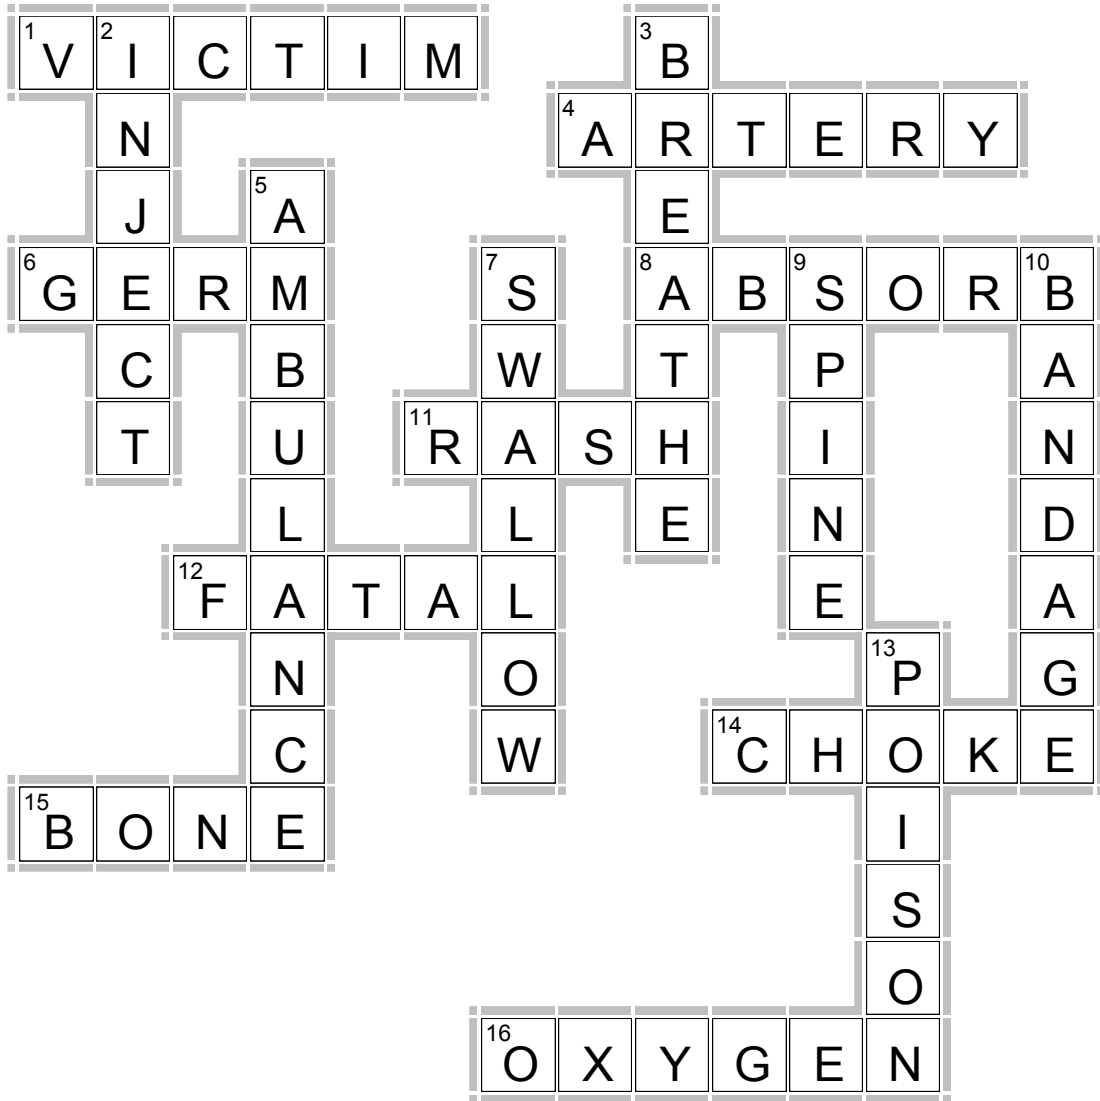 1 V 2 I C T I M 3 B
N 4 A R T E R Y
J 5 A E
6 G E R M 7 S 8 A B 9 S O R 10 B
C B W T P A
T U 11 R A S H I N
L L E N D
12 F A T A L E A
N O 13 P G
C W 14 C H O K E
15 B O N E I
S
O
16 O X Y G E N